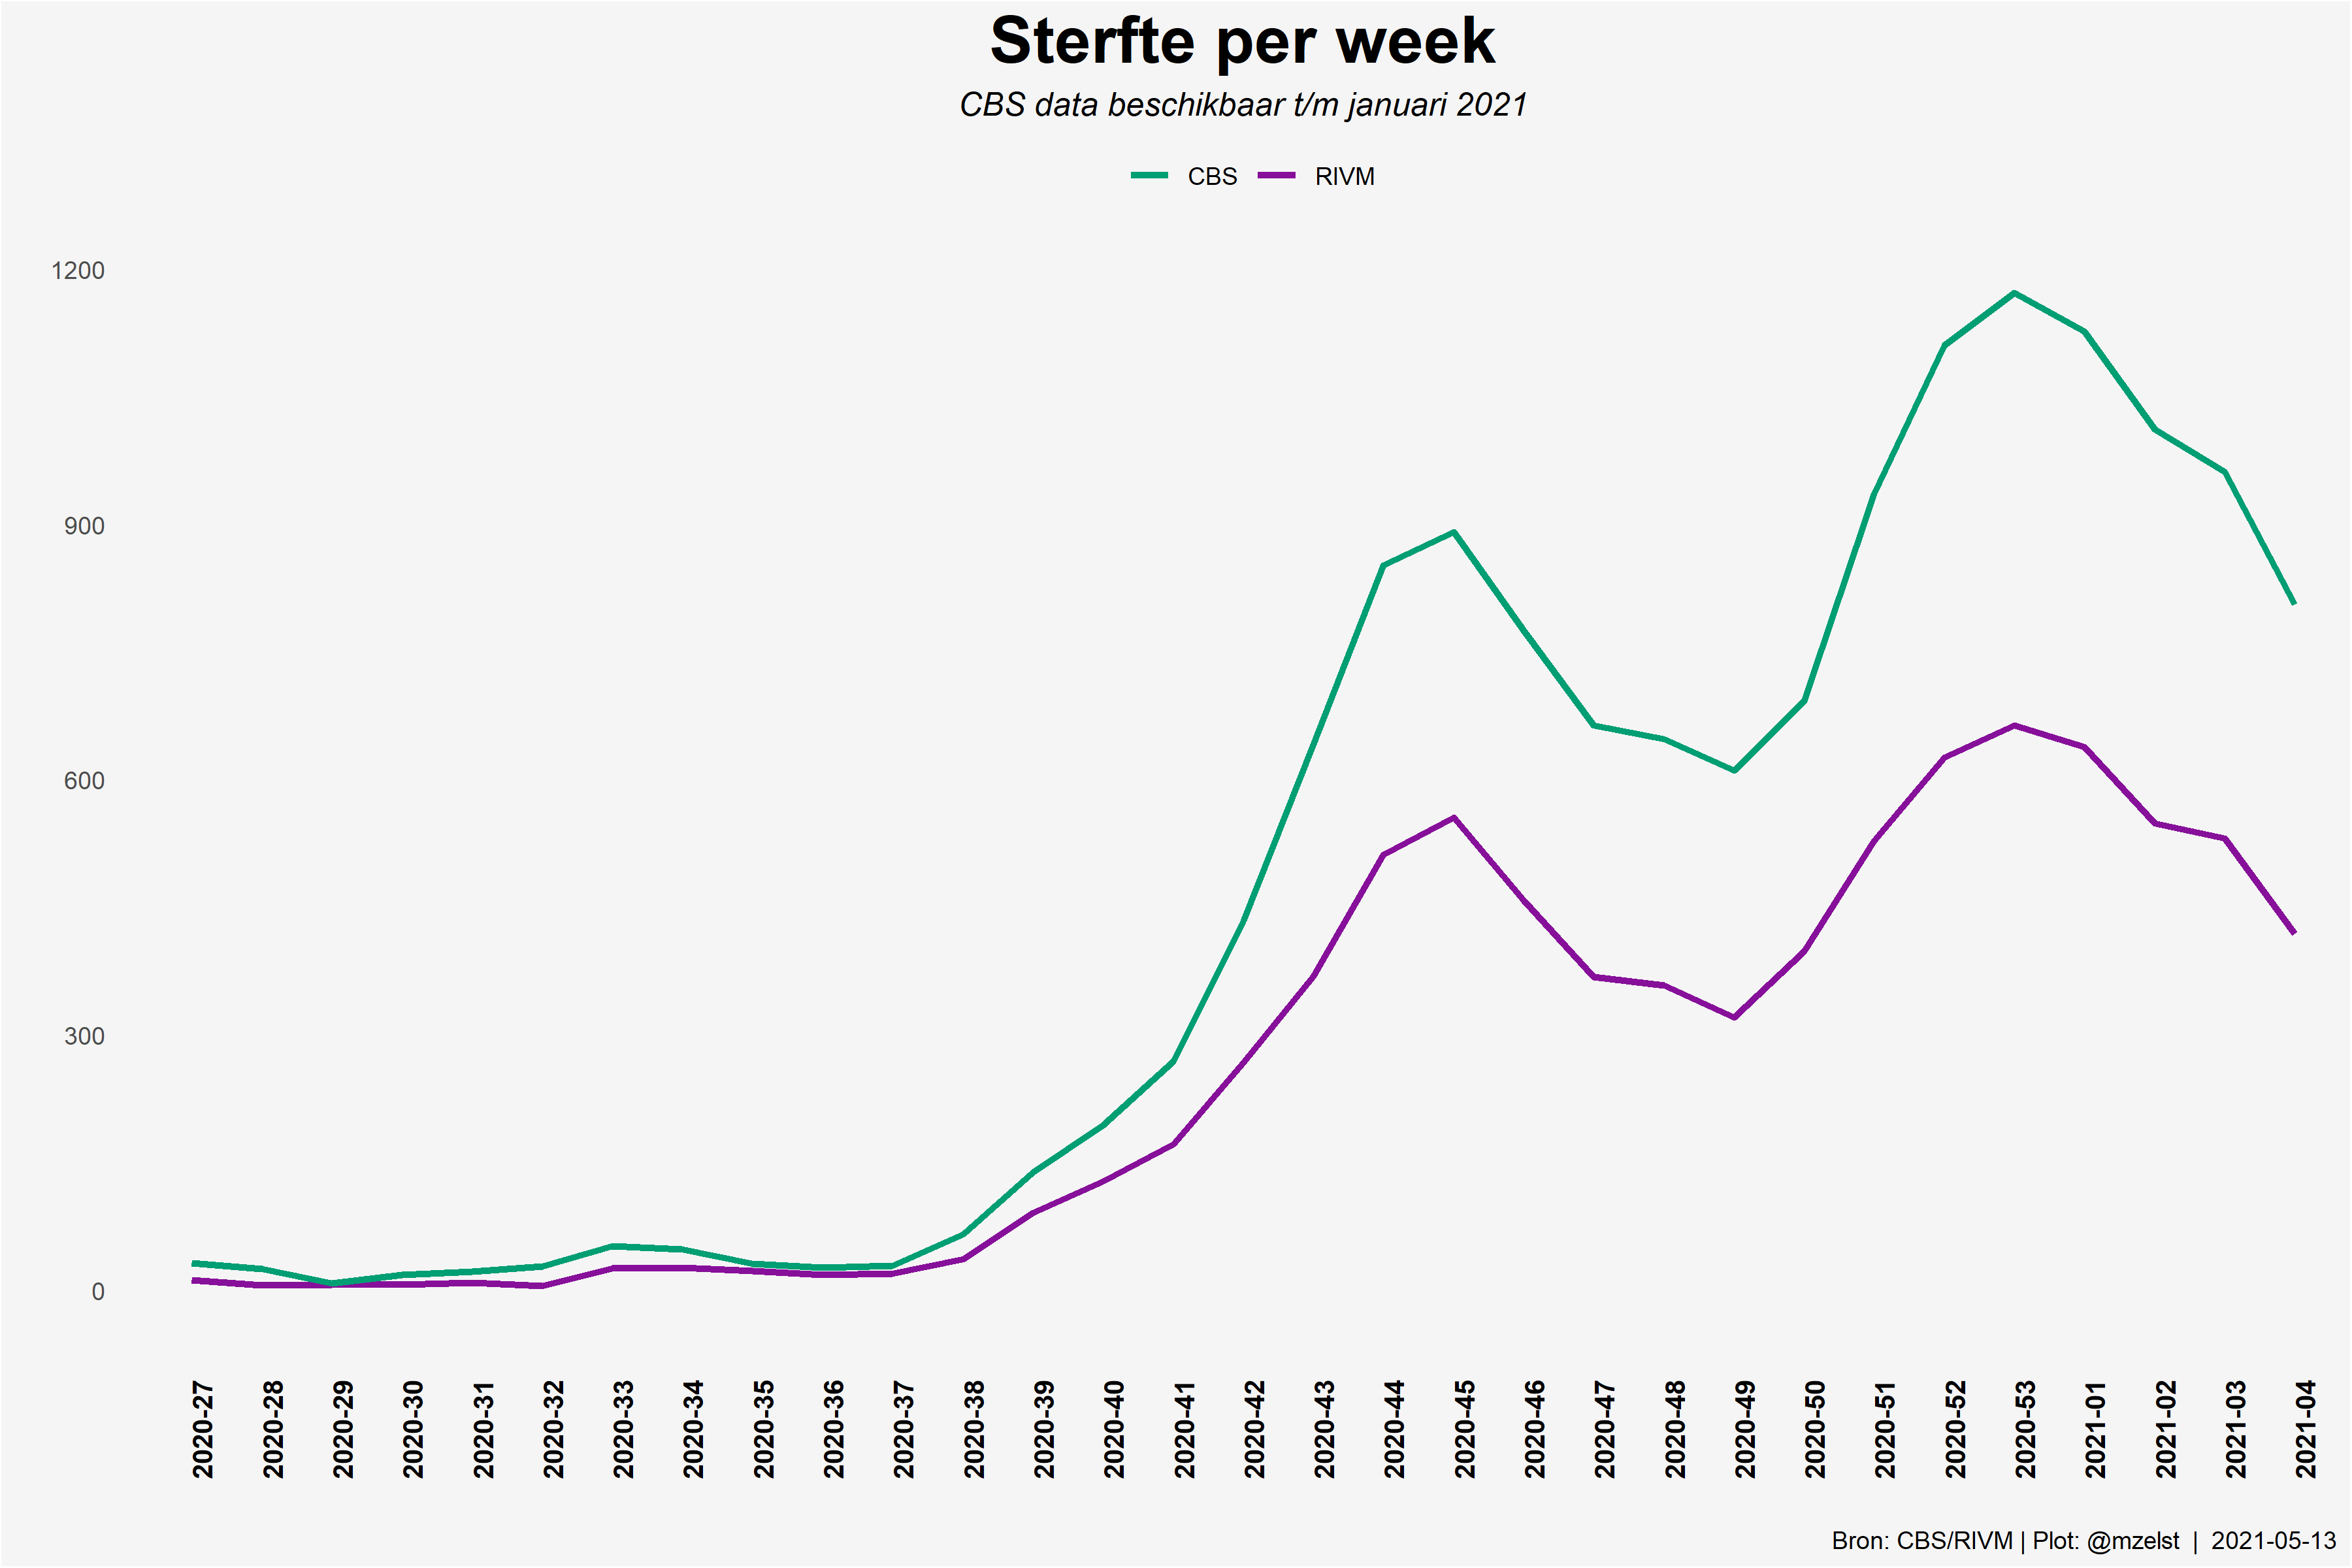 Sterfte per week
CBS data beschikbaar t/m januari 2021
CBS RIVM
1200
900
600
300
0
2020-27 2020-28 2020-29 2020-30 2020-31 2020-32 2020-33 2020-34 2020-35 2020-36 2020-37 2020-38 2020-39 2020-40 2020-41 2020-42 2020-43 2020-44 2020-45 2020-46 2020-47 2020-48 2020-49 2020-50 2020-51 2020-52 2020-53 2021-01 2021-02 2021-03 2021-04
Bron: CBS/RIVM | Plot: @mzelst | 2021-05-13